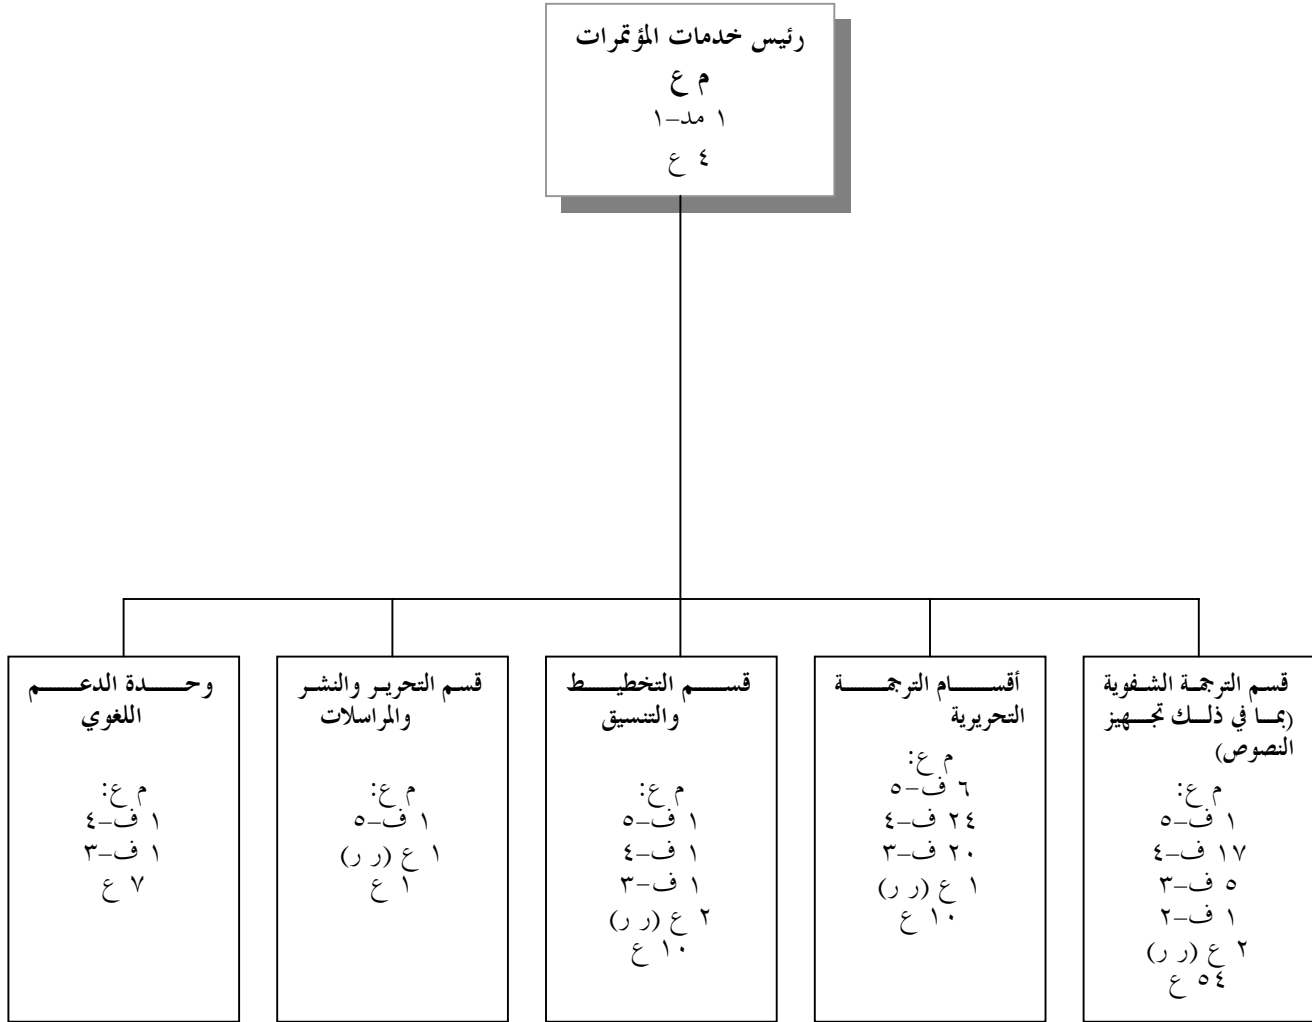 رئيس خدمات المؤتمرات
م ع
١ مد-١
٤ ع
قسم الترجمة الشفوية
(بما في ذلك تجهيز
النصوص)
م ع:
١ ف-٥
١٧ ف-٤
٥ ف-٣
١ ف-٢
٢ ع (ر ر)
٥٤ ع
أقسام الترجمة
التحريرية
م ع:
٦ ف-٥
٢٤ ف-٤
٢٠ ف-٣
١ ع (ر ر)
١٠ ع
قسم التخطيط
والتنسيق
م ع:
١ ف-٥
١ ف-٤
١ ف-٣
٢ ع (ر ر)
١٠ ع
قسم التحرير والنشر
والمراسلات
م ع:
١ ف-٥
١ ع (ر ر)
١ ع
وحدة الدعم
اللغوي
م ع:
١ ف-٤
١ ف-٣
٧ ع